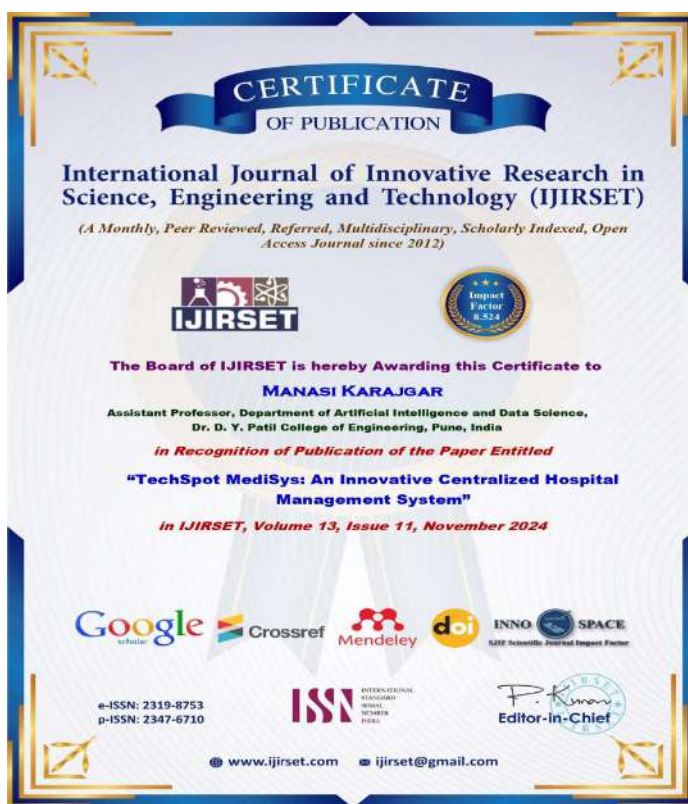 CERTIFICATE
OF PUBLICATION
International Journal of Innovative Research in
Science, Engineering and Technology (IJIRSET)
(A Monthly, Peer Reviewed, Referred, Multidisciplinary, Scholarly Indexed, Open
Access Journal since 2012)
IJIRSET
Impact
Factor
8.524
The Board of IJIRSET is hereby Awarding this Certificate to
MANASI KARAJGAR
Assistant Professor, Department of Artificial Intelligence and Data Science,
Dr. D. Y. Patil College of Engineering, Pune, India
in Recognition of Publication of the Paper Entitled
“TechSpot MediSys: An Innovative Centralized Hospital
Management System”
in IJIRSET, Volume 13, Issue 11, November 2024
Google
scholar
Crossref
Mendeley
doi
INNO SPACE
SJIF Scientific Journal Impact Factor
e-ISSN: 2319-8753
p-ISSN: 2347-6710
ISSN
INTERNATIONAL
STANDARD
SERIAL
NUMBER
INDIA
P. Kumar
IJIRSET
Editor-in-Chief
www.ijirset.com ijirset@gmail.com